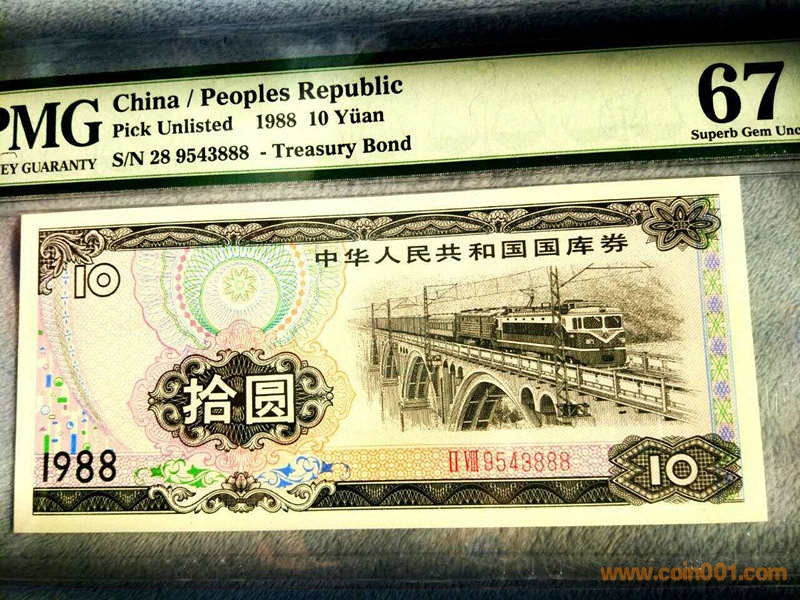 PMG
China / Peoples Republic
Pick Unlisted 1988 10 Yüan
S/N 28 9543888 - Treasury Bond
KEY GUARANTY
67
Superb Gem Unc
中华人民共和国国库券
10
拾圆
1988
II VIII 9543888
10
www.coin001.com